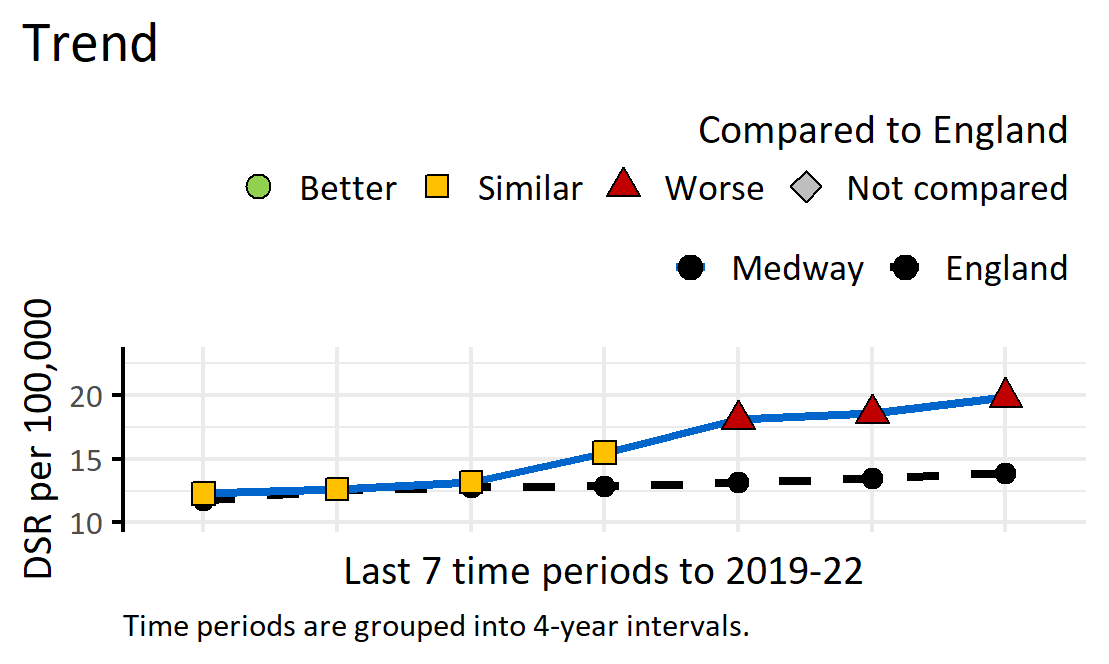 Trend
Compared to England
Better Similar Worse Not compared
Medway England
DSR per 100,000
20
15
10
Last 7 time periods to 2019-22
Time periods are grouped into 4-year intervals.